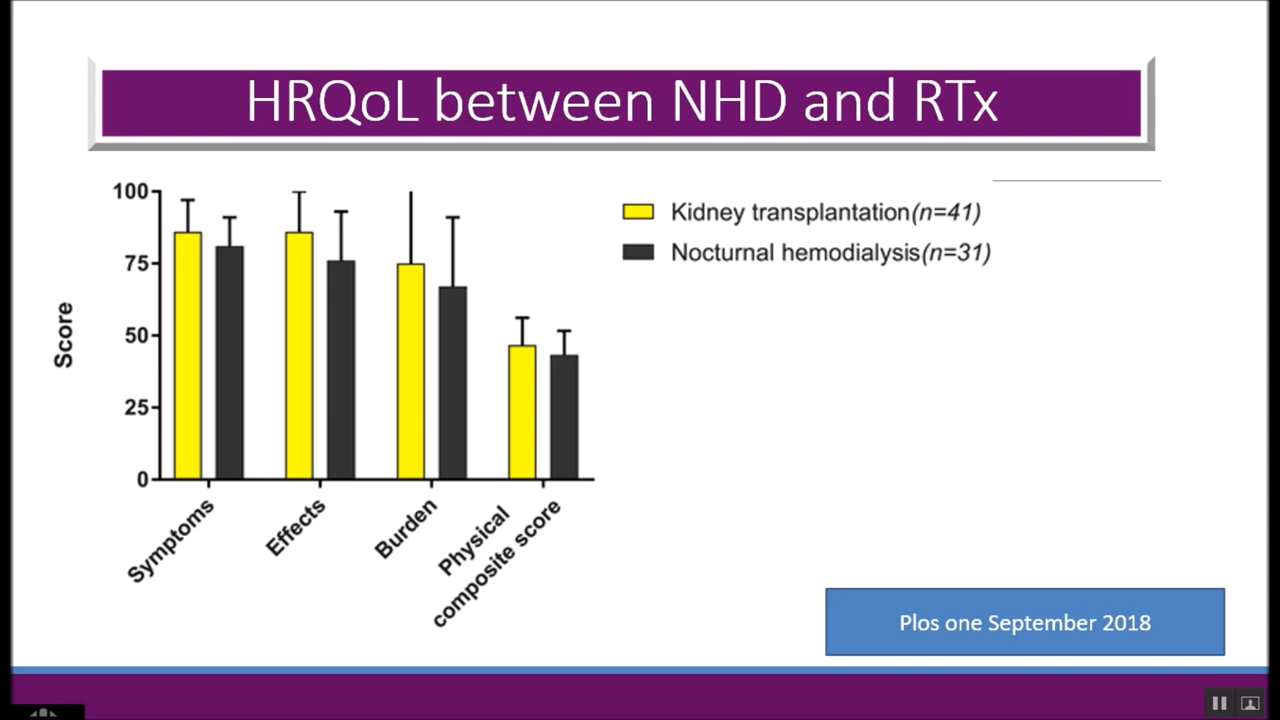 HRQoL between NHD and RTx
100
75
50
25
0
Score
Kidney transplantation(n=41)
Nocturnal hemodialysis(n=31)
Symptoms
Effects
Burden
Physical
composite score
Plos one September 2018